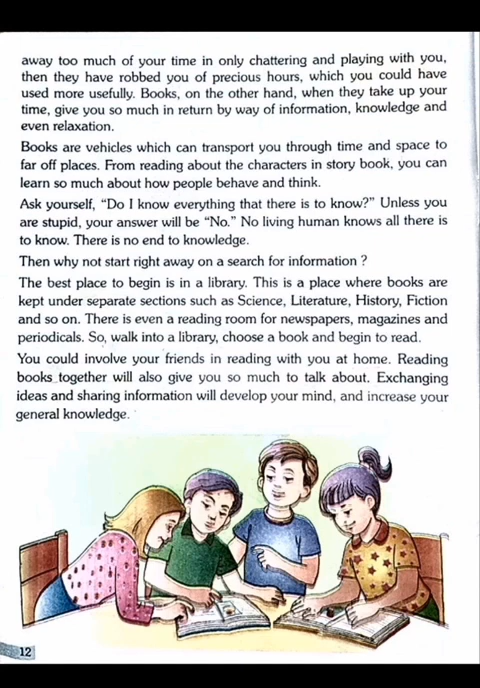 away too much of your time in only chattering and playing with you,
then they have robbed you of precious hours, which you could have
used more usefully. Books, on the other hand, when they take up your
time, give you so much in return by way of information, knowledge and
even relaxation.
Books are vehicles which can transport you through time and space to
far off places. From reading about the characters in story book, you can
learn so much about how people behave and think.
Ask yourself, “Do I know everything that there is to know?” Unless you
are stupid, your answer will be “No.” No living human knows all there is
to know. There is no end to knowledge.
Then why not start right away on a search for information ?
The best place to begin is in a library. This is a place where books are
kept under separate sections such as Science, Literature, History, Fiction
and so on. There is even a reading room for newspapers, magazines and
periodicals. So, walk into a library, choose a book and begin to read.
You could involve your friends in reading with you at home. Reading
books together will also give you so much to talk about. Exchanging
ideas and sharing information will develop your mind, and increase your
general knowledge.
12